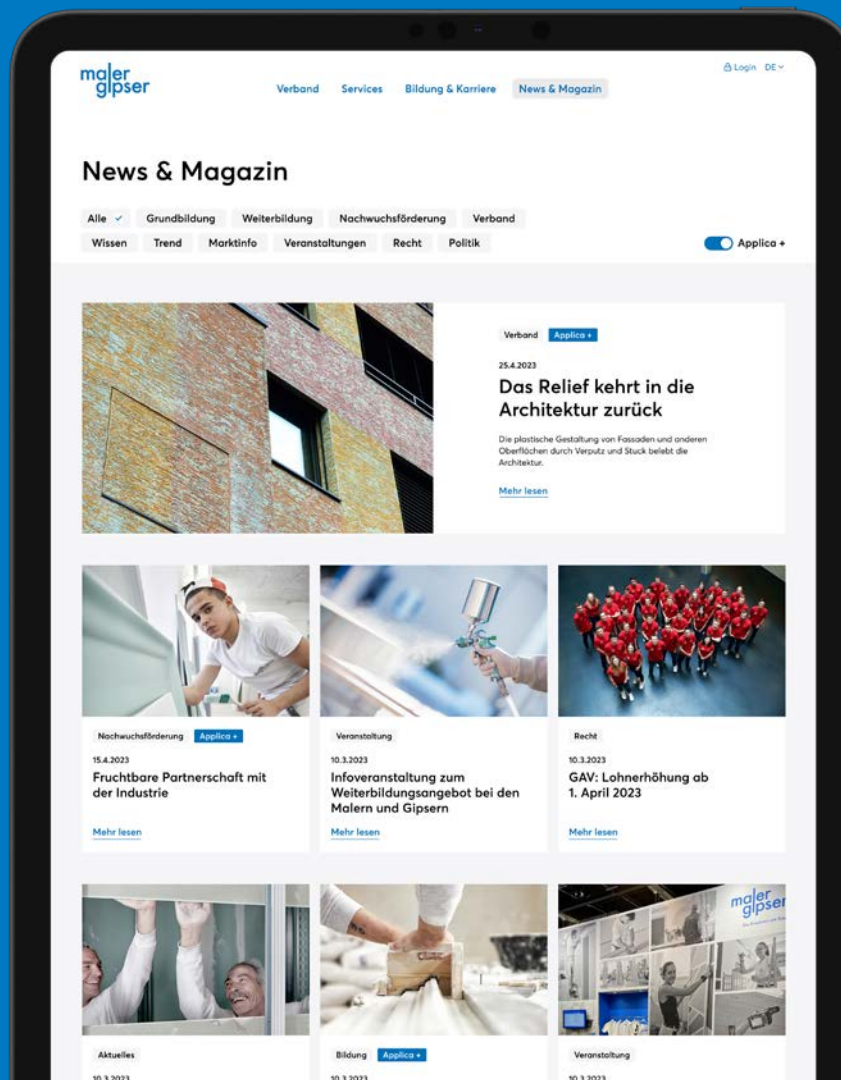 maler
gipser
Login DE
Verband Services Bildung & Karriere News & Magazin
News & Magazin
Alle Grundbildung Weiterbildung Nachwuchsförderung Verband
Wissen Trend Marktinfo Veranstaltungen Recht Politik
Applica +
Verband Applica +
25.4.2023
Das Relief kehrt in die
Architektur zurück
Die plastische Gestaltung von Fassaden und anderen
Oberflächen durch Verputz und Stuck belebt die
Architektur.
Mehr lesen
Nachwuchsförderung Applica +
15.4.2023
Fruchtbare Partnerschaft mit
der Industrie
Mehr lesen
Veranstaltung
10.3.2023
Infoveranstaltung zum
Weiterbildungsangebot bei den
Malern und Gipsern
Mehr lesen
Recht
10.3.2023
GAV: Lohnerhöhung ab
1. April 2023
Mehr lesen
maler
gipser
Aktuelles
10.3.2023
Bildung Applica +
10.3.2023
Veranstaltung
10.3.2023